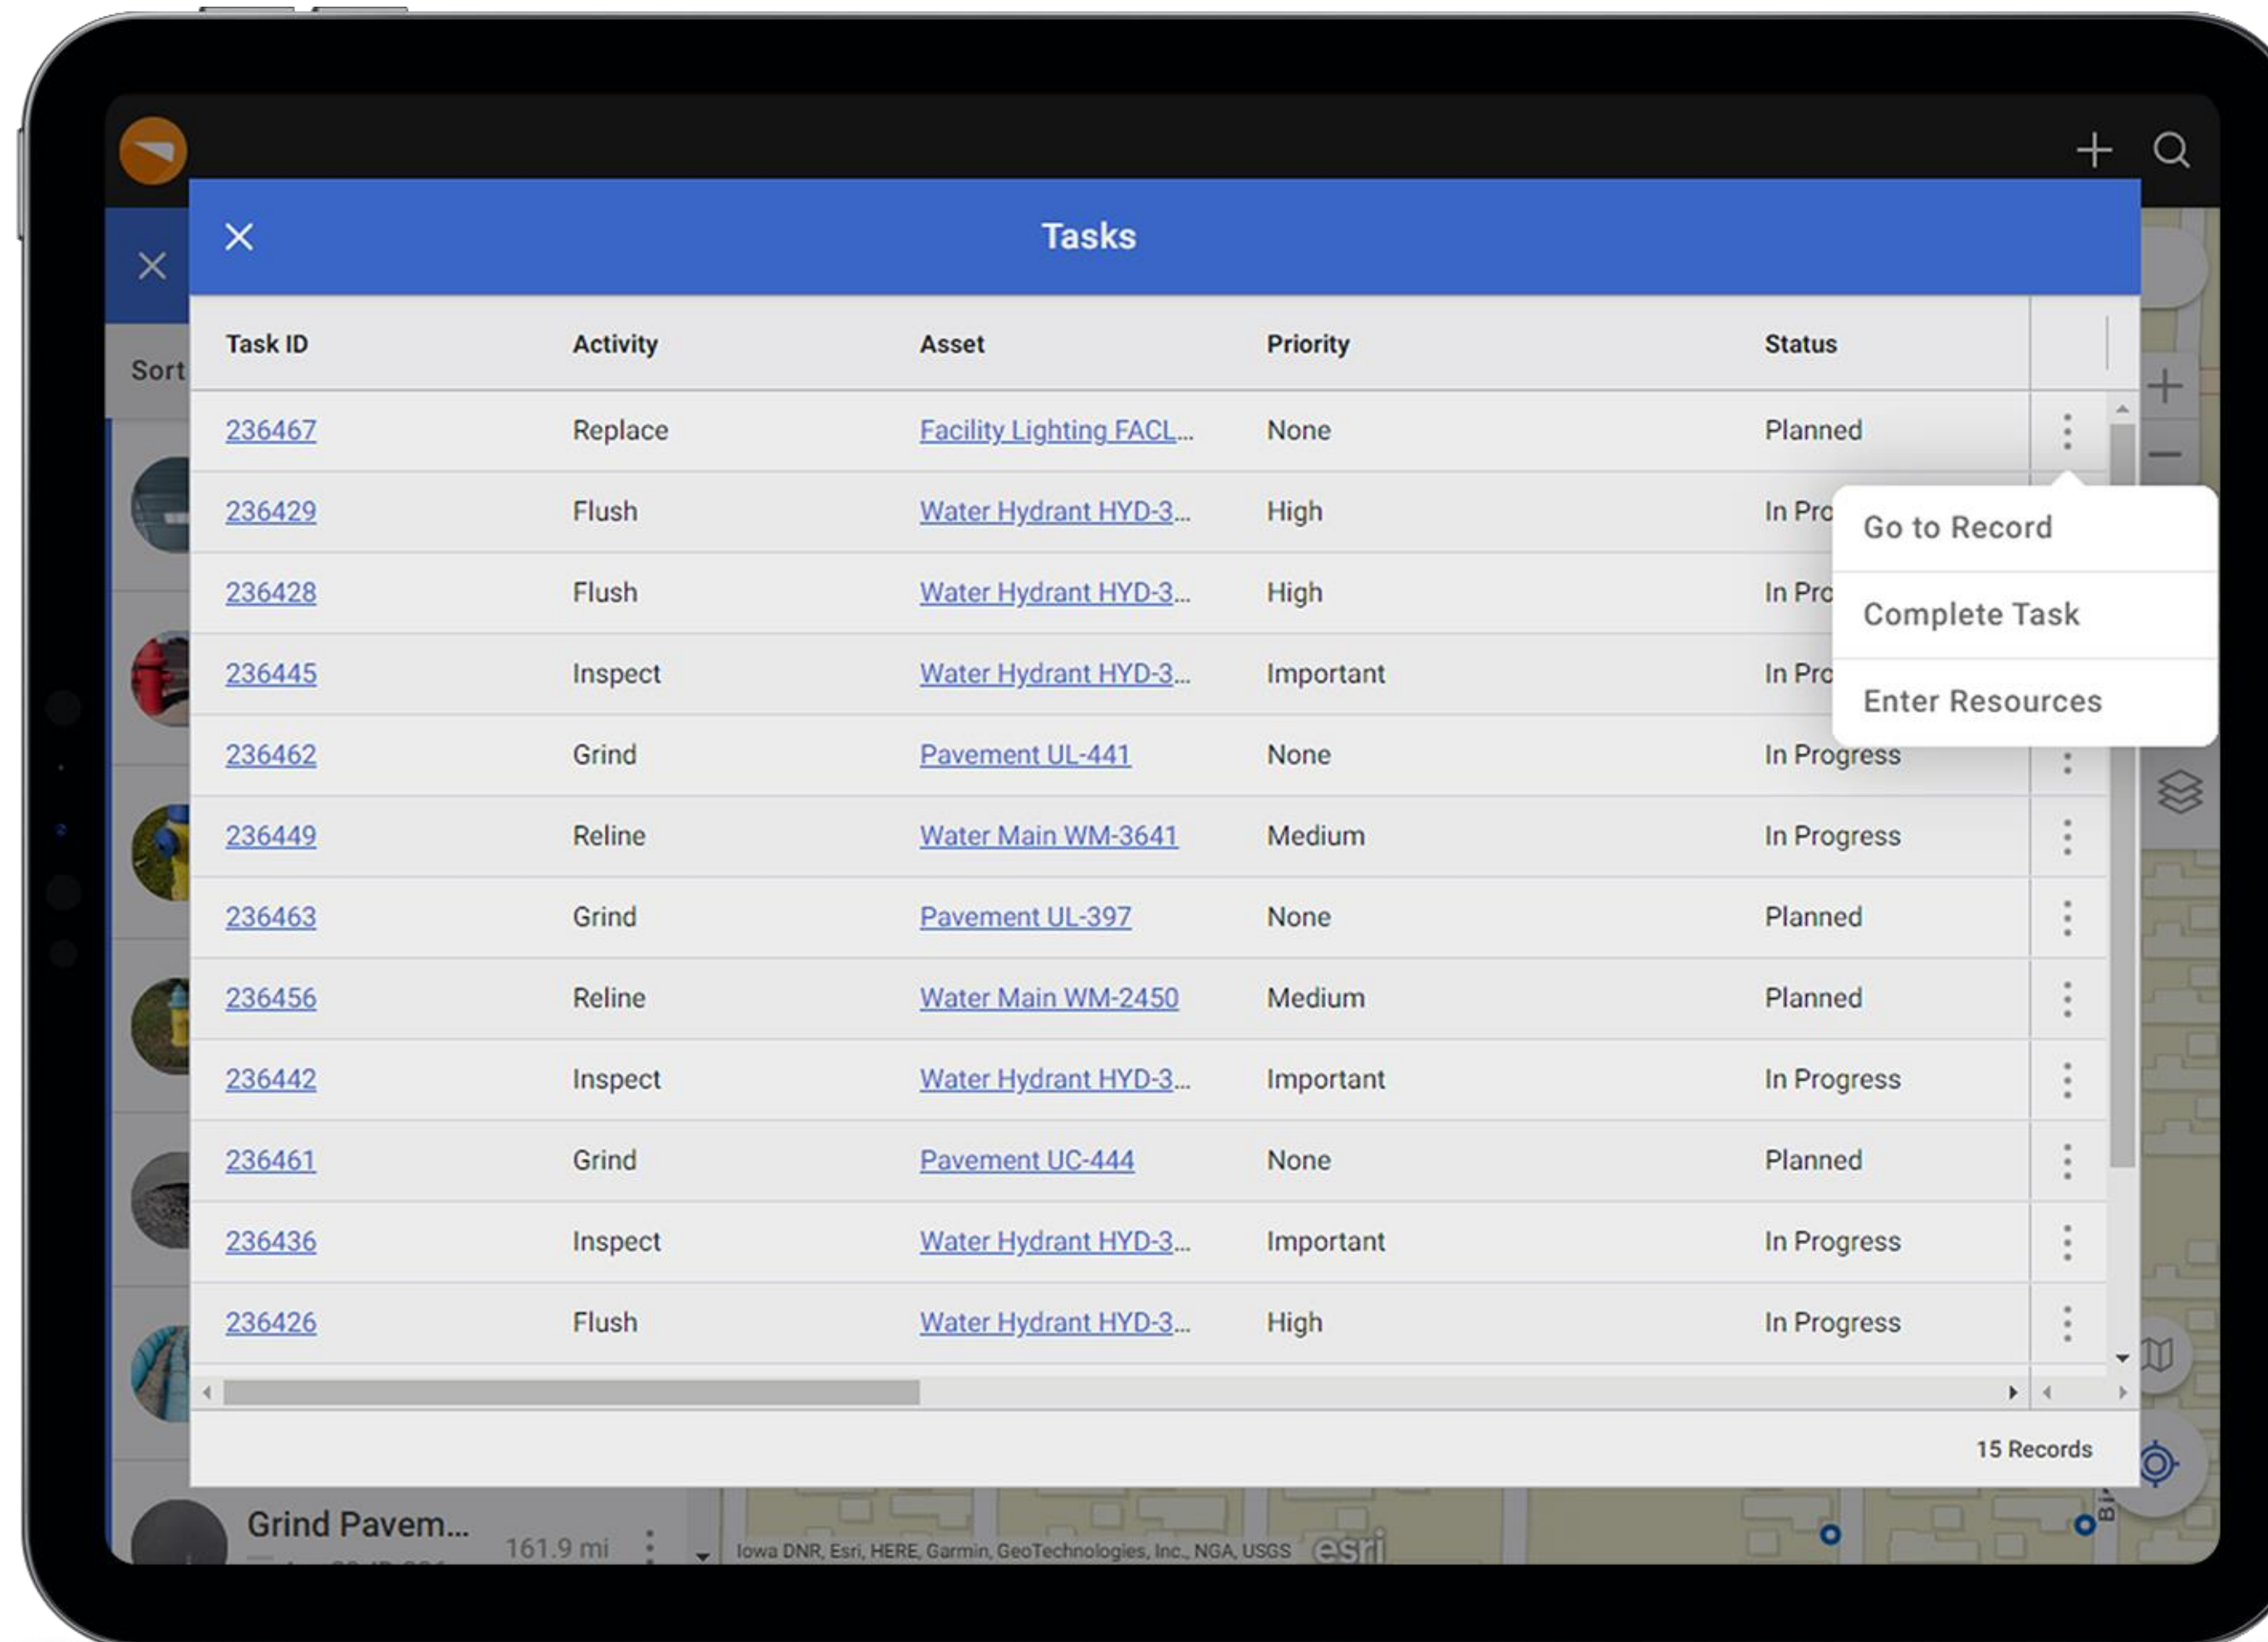 Tasks
Sort
Task ID Activity Asset Priority Status
236467 Replace Facility Lighting FACL... None Planned
236429 Flush Water Hydrant HYD-3... High In Pro
Go to Record
236428 Flush Water Hydrant HYD-3... High In Pro
Complete Task
236445 Inspect Water Hydrant HYD-3... Important In Pro
Enter Resources
236462 Grind Pavement UL-441 None In Progress
236449 Reline Water Main WM-3641 Medium In Progress
236463 Grind Pavement UL-397 None Planned
236456 Reline Water Main WM-2450 Medium Planned
236442 Inspect Water Hydrant HYD-3... Important In Progress
236461 Grind Pavement UC-444 None Planned
236436 Inspect Water Hydrant HYD-3... Important In Progress
236426 Flush Water Hydrant HYD-3... High In Progress
15 Records
Grind Pavem...
161.9 mi
Iowa DNR, Esri, HERE, Garmin, GeoTechnologies, Inc., NGA, USGS
esri